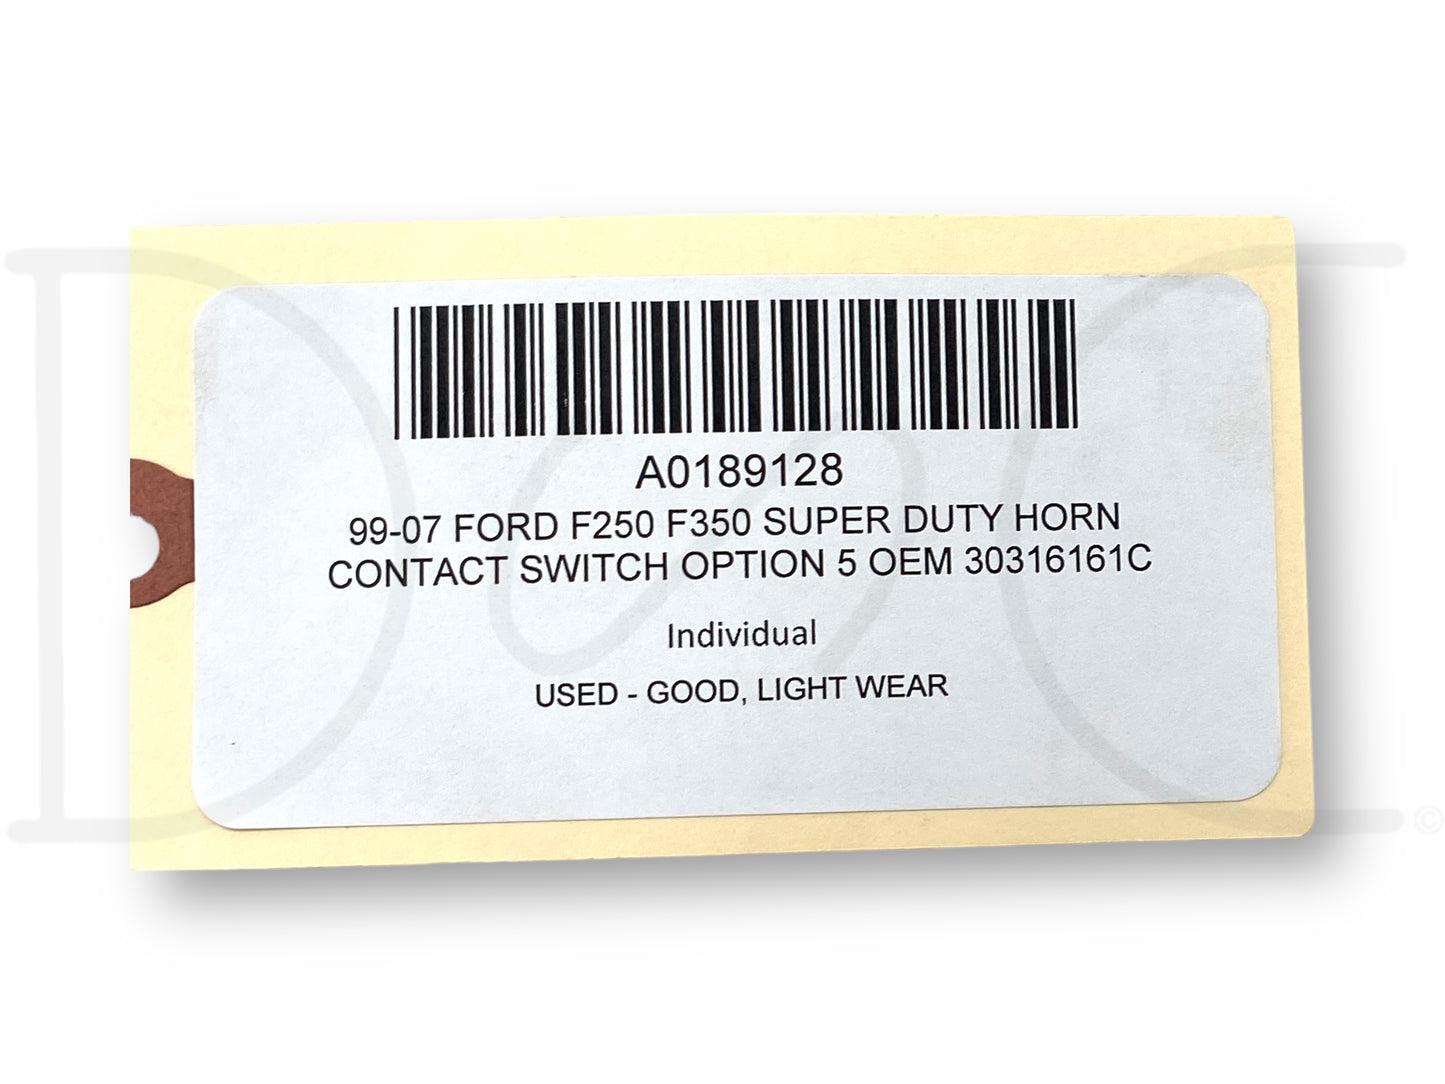 A0189128
99-07 FORD F250 F350 SUPER DUTY HORN
CONTACT SWITCH OPTION 5 OEM 30316161C
Individual
USED - GOOD, LIGHT WEAR
©